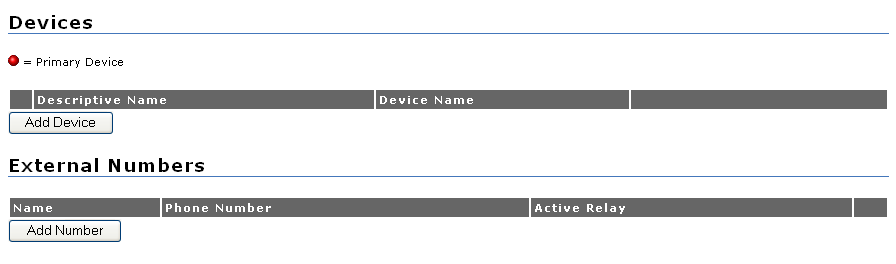 Devices
= Primary Device
Descriptive Name Device Name
Add Device
External Numbers
Name Phone Number Active Relay
Add Number